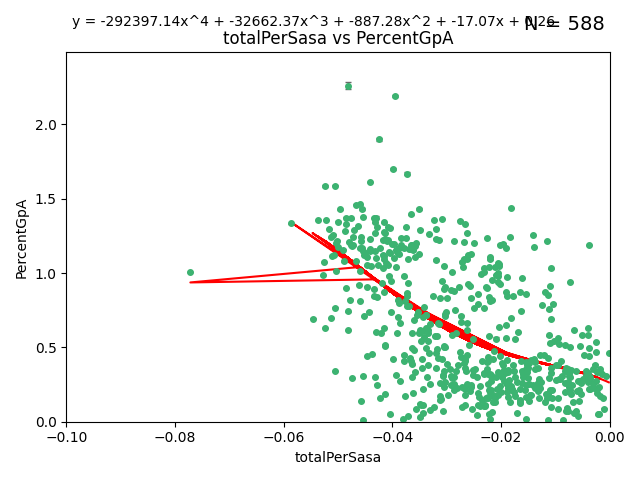 y = -292397.14x^4 + -32662.37x^3 + -887.28x^2 + -17.07x + 0.26
N = 588
totalPerSasa vs PercentGpA
PercentGpA
2.0
1.5
1.0
0.5
0.0
−0.10 −0.08 −0.06 −0.04 −0.02 0.00
totalPerSasa